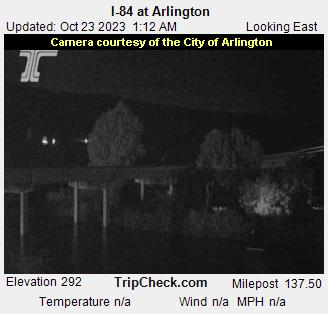 I-84 at Arlington
Updated: Oct 23 2023 1:12 AM Looking East
Camera courtesy of the City of Arlington
Elevation 292 TripCheck.com Milepost 137.50
Temperature n/a Wind n/a MPH n/a